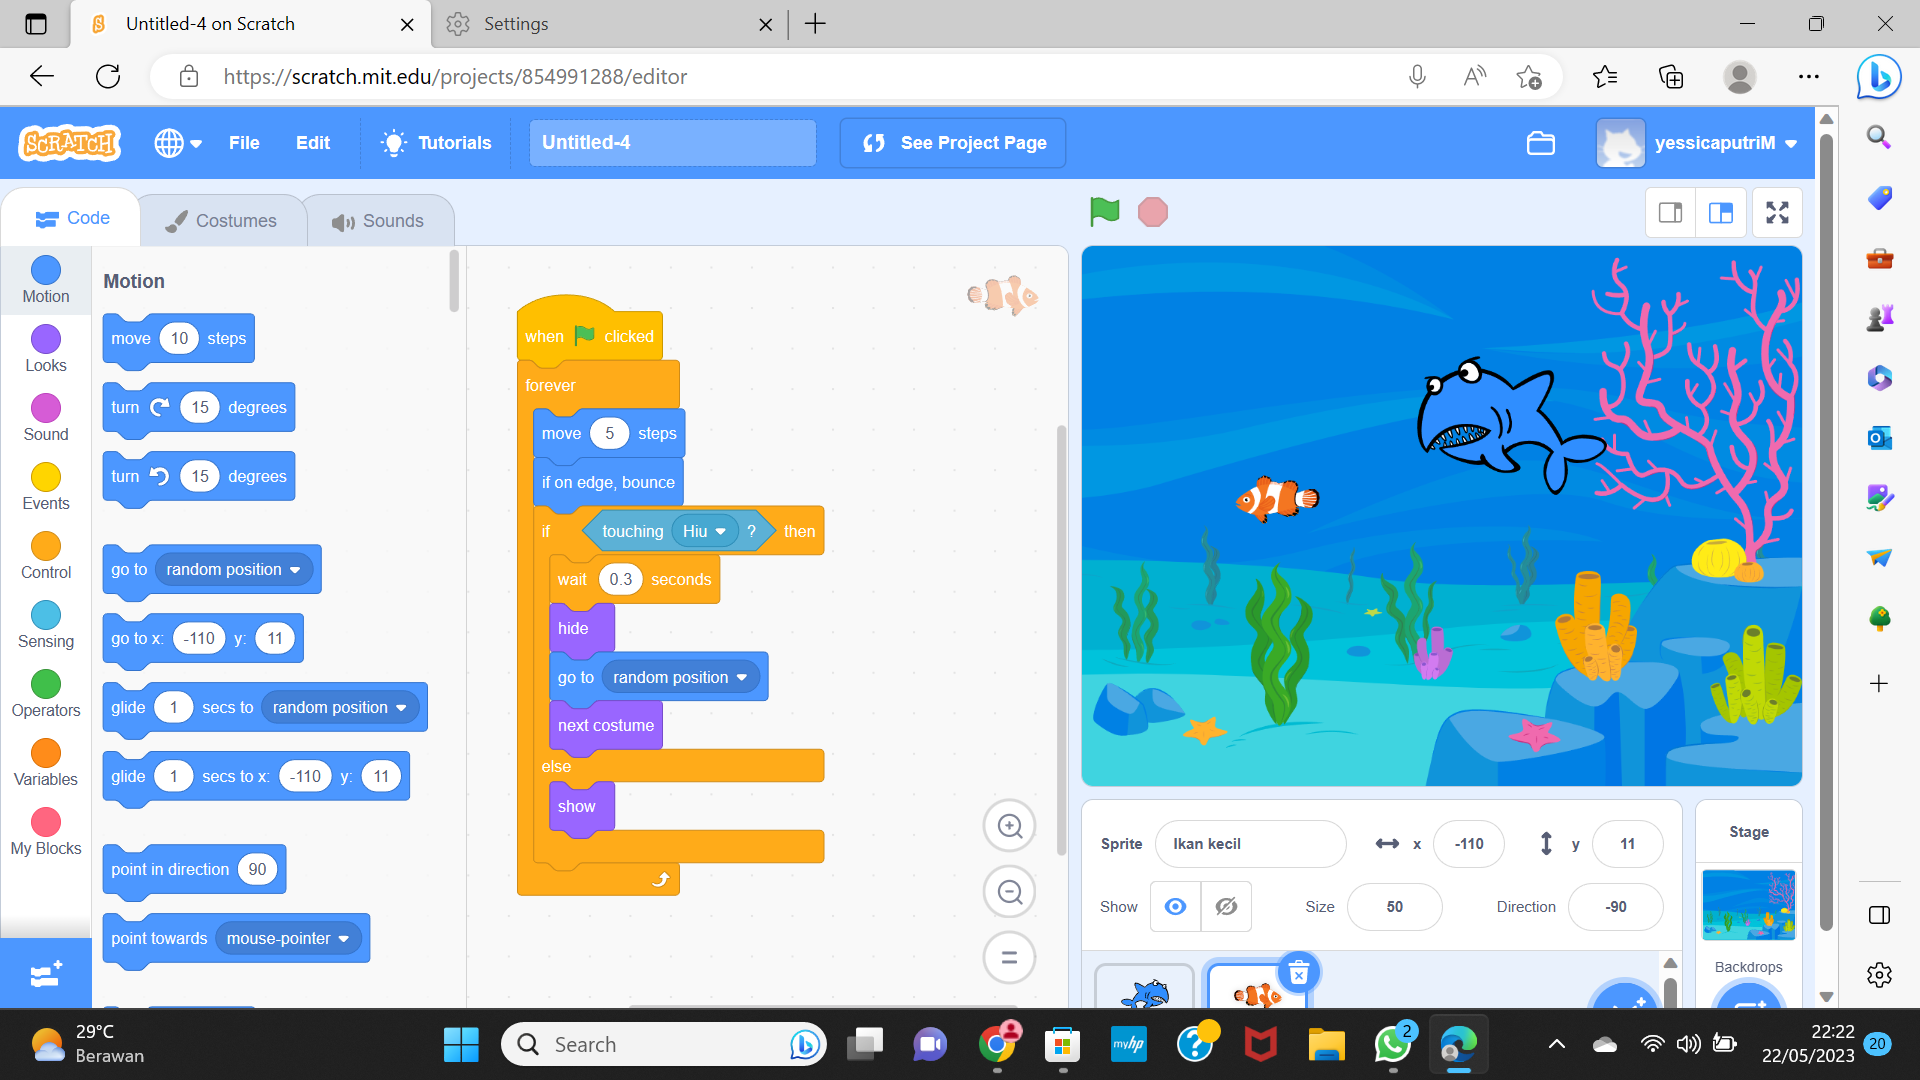 Untitled-4 on Scratch
Settings
https://scratch.mit.edu/projects/854991288/editor
SCRATCH
File
Edit
Tutorials
Untitled-4
See Project Page
yessicaputriM
Code
Costumes
Sounds
Motion
Looks
Sound
Events
Control
Sensing
Operators
Variables
My Blocks
Motion
move 10 steps
turn 15 degrees
turn 15 degrees
go to random position
go to x: -110 y: 11
glide 1 secs to random position
glide 1 secs to x: -110 y: 11
point in direction 90
point towards mouse-pointer
when clicked
forever
move 5 steps
if on edge, bounce
if touching Hiu ? then
wait 0.3 seconds
hide
go to random position
next costume
else
show
Sprite Ikan kecil x -110 y 11
Show Size 50 Direction -90
Stage
Backdrops
29°C
Berawan
Search
myhp
2
22:22
22/05/2023
20